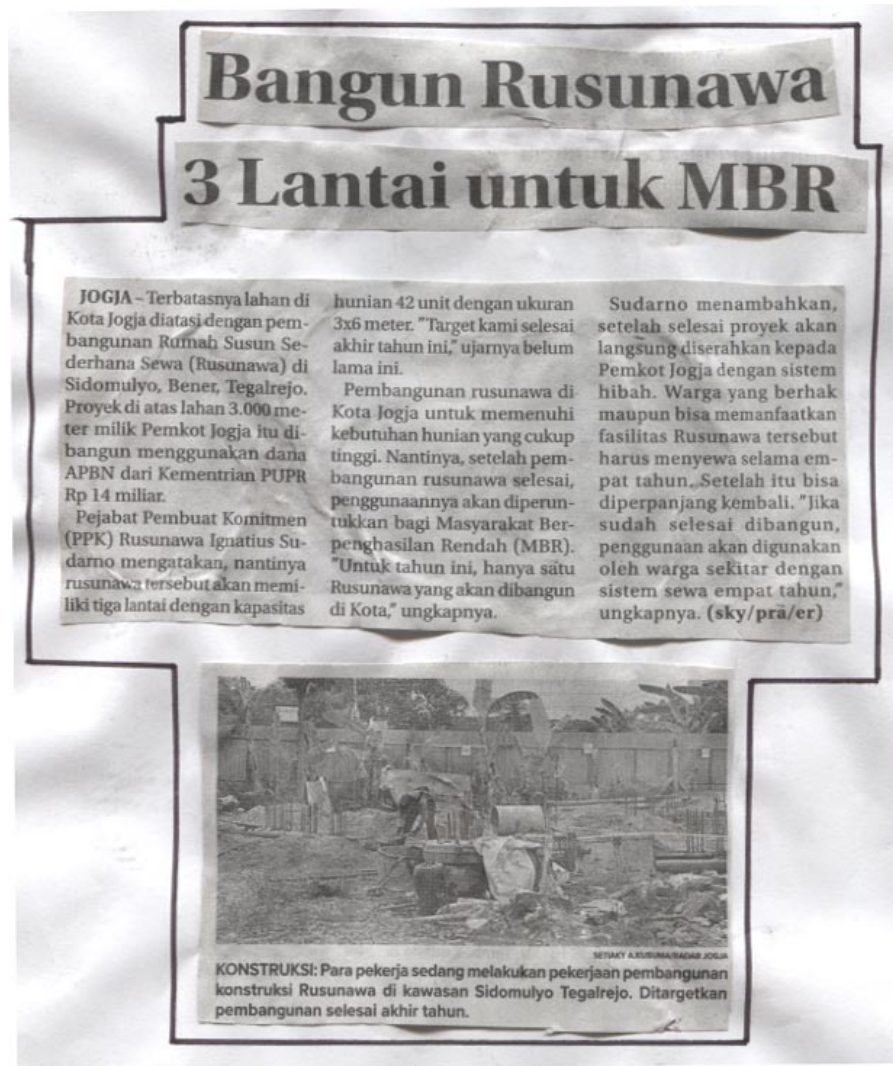 Bangun Rusunawa
3 Lantai untuk MBR
JOGJA – Terbatasnya lahan di
Kota Jogja diatasi dengan pem-
bangunan Rumah Susun Se-
derhana Sewa (Rusunawa) di
Sidomulyo, Bener, Tegalrejo.
Proyek di atas lahan 3.000 me-
ter milik Pemkot Jogja itu di-
bangun menggunakan dana
APBN dari Kementrian PUPR
Rp 14 miliar.
Pejabat Pembuat Komitmen
(PPK) Rusunawa Ignatius Su-
darno mengatakan, nantinya
rusunawa tersebut akan memi-
liki tiga lantai dengan kapasitas
hunian 42 unit dengan ukuran
3x6 meter. "Target kami selesai
akhir tahun ini," ujarnya belum
lama ini.
Pembangunan rusunawa di
Kota Jogja untuk memenuhi
kebutuhan hunian yang cukup
tinggi. Nantinya, setelah pem-
bangunan rusunawa selesai,
penggunaannya akan diperun-
tukkan bagi Masyarakat Ber-
penghasilan Rendah (MBR).
"Untuk tahun ini, hanya satu
Rusunawa yang akan dibangun
di Kota," ungkapnya.
Sudarno menambahkan,
setelah selesai proyek akan
langsung diserahkan kepada
Pemkot Jogja dengan sistem
hibah. Warga yang berhak
maupun bisa memanfaatkan
fasilitas Rusunawa tersebut
harus menyewa selama em-
pat tahun. Setelah itu bisa
diperpanjang kembali. "Jika
sudah selesai dibangun,
penggunaan akan digunakan
oleh warga sekitar dengan
sistem sewa empat tahun,"
ungkapnya. (sky/pra/er)
SETIAKY A.KUSUMA/RADAR JOGJA
KONSTRUKSI: Para pekerja sedang melakukan pekerjaan pembangunan
konstruksi Rusunawa di kawasan Sidomulyo Tegalrejo. Ditargetkan
pembangunan selesai akhir tahun.